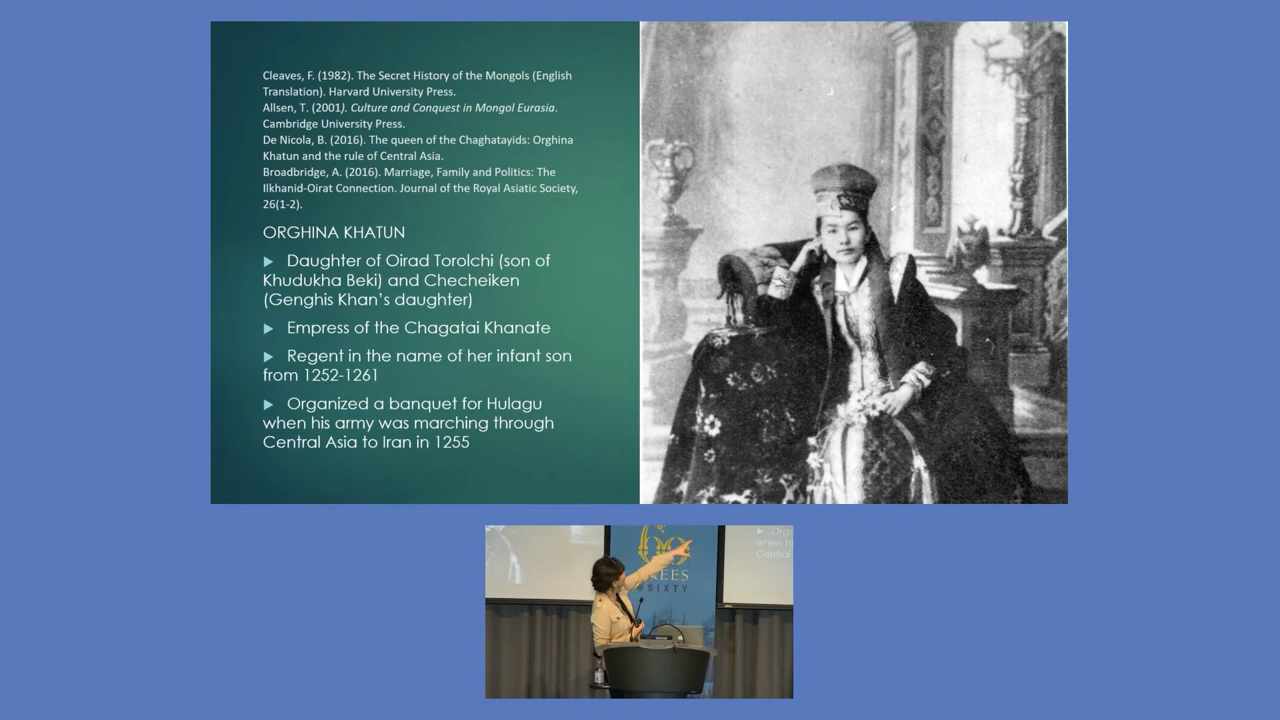 Cleaves, F. (1982). The Secret History of the Mongols (English
Translation). Harvard University Press.
Allsen, T. (2001). Culture and Conquest in Mongol Eurasia.
Cambridge University Press.
De Nicola, B. (2016). The queen of the Chaghatayids: Orghina
Khatun and the rule of Central Asia.
Broadbridge, A. (2016). Marriage, Family and Politics: The
Ilkhanid-Oirat Connection. Journal of the Royal Asiatic Society,
26(1-2).
ORGHINA KHATUN
► Daughter of Oirad Torolchi (son of
Khudukha Beki) and Checheiken
(Genghis Khan's daughter)
► Empress of the Chagatai Khanate
► Regent in the name of her infant son
from 1252-1261
► Organized a banquet for Hulagu
when his army was marching through
Central Asia to Iran in 1255
SIXTY
► Orga
when h
Central